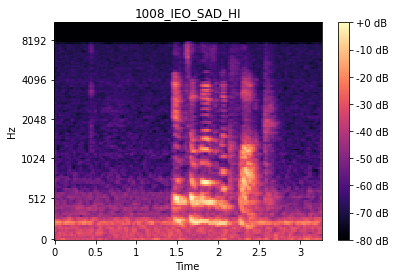 1008_IEO_SAD_HI
+0 dB
8192
-10 dB
4096
-20 dB
-30 dB
2048
Hz
-40 dB
1024
-50 dB
512
-60 dB
-70 dB
0
-80 dB
0 0.5 1 1.5 2 2.5 3
Time